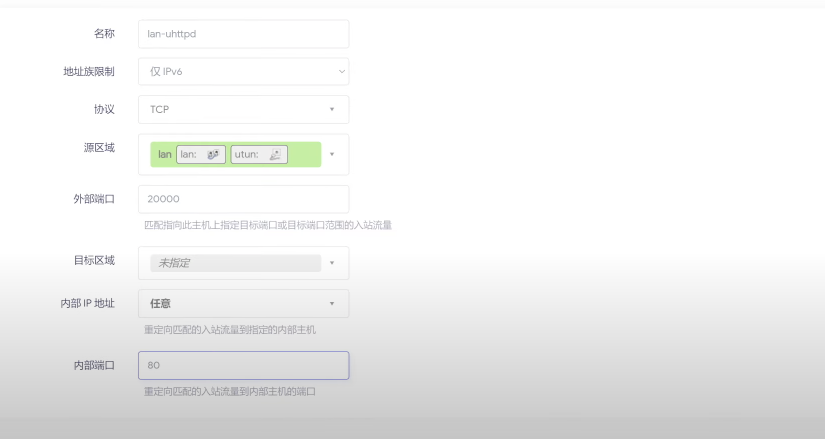 名称 lan-uhttpd
地址族限制 仅 IPv6
协议 TCP
源区域 lan lan: utun:
外部端口 20000
匹配指向此主机上指定目标端口或目标端口范围的入站流量
目标区域 未指定
内部 IP 地址 任意
重定向匹配的入站流量到指定的内部主机
内部端口 80
重定向匹配的入站流量到内部主机的端口